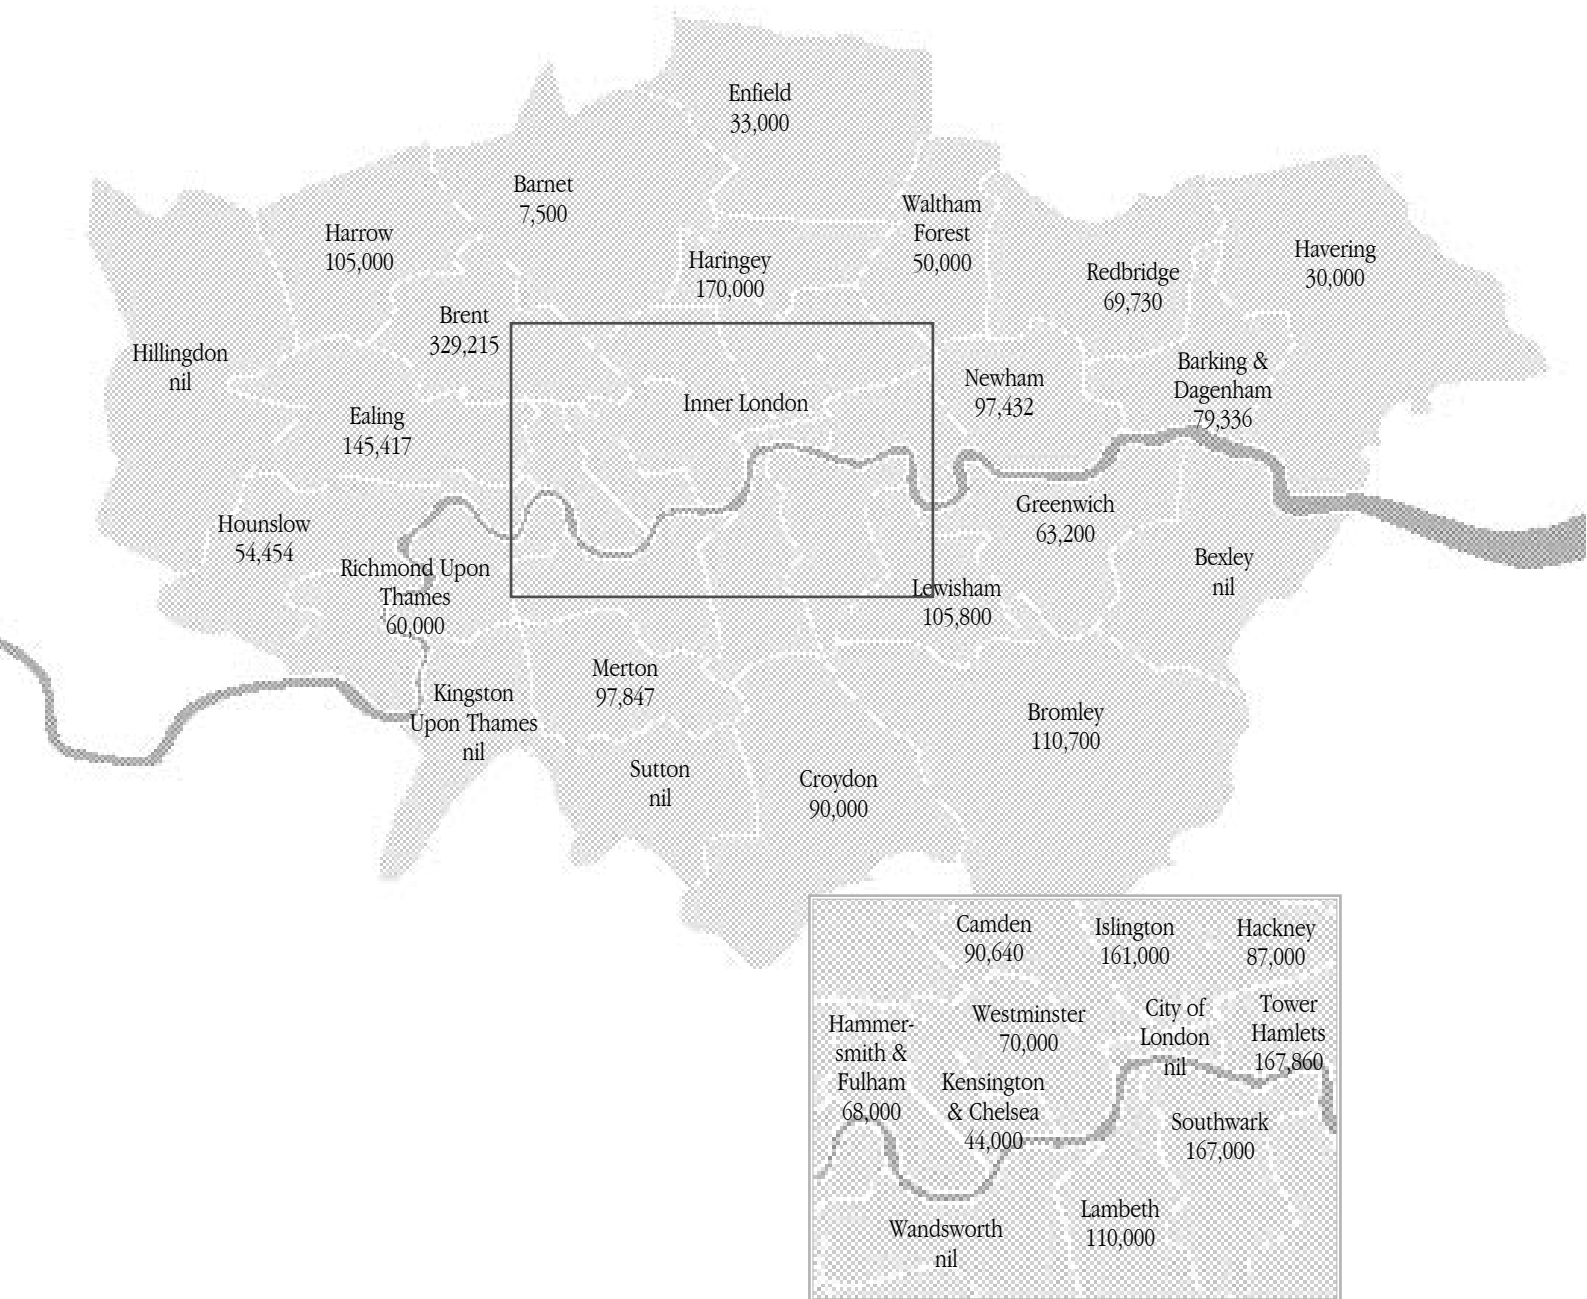 Enfield
33,000
Barnet
7,500
Harrow
105,000
Waltham
Forest
50,000
Haringey
170,000
Redbridge
69,730
Havering
30,000
Brent
329,215
Hillingdon
nil
Inner London
Newham
97,432
Barking &
Dagenham
79,336
Ealing
145,417
Hounslow
54,454
Richmond Upon
Thames
60,000
Greenwich
63,200
Bexley
nil
Lewisham
105,800
Kingston
Upon Thames
nil
Merton
97,847
Sutton
nil
Croydon
90,000
Bromley
110,700
Camden
90,640
Islington
161,000
Hackney
87,000
Hammer-
smith &
Fulham
68,000
Westminster
70,000
City of
London
nil
Tower
Hamlets
167,860
Kensington
& Chelsea
44,000
Southwark
167,000
Wandsworth
nil
Lambeth
110,000